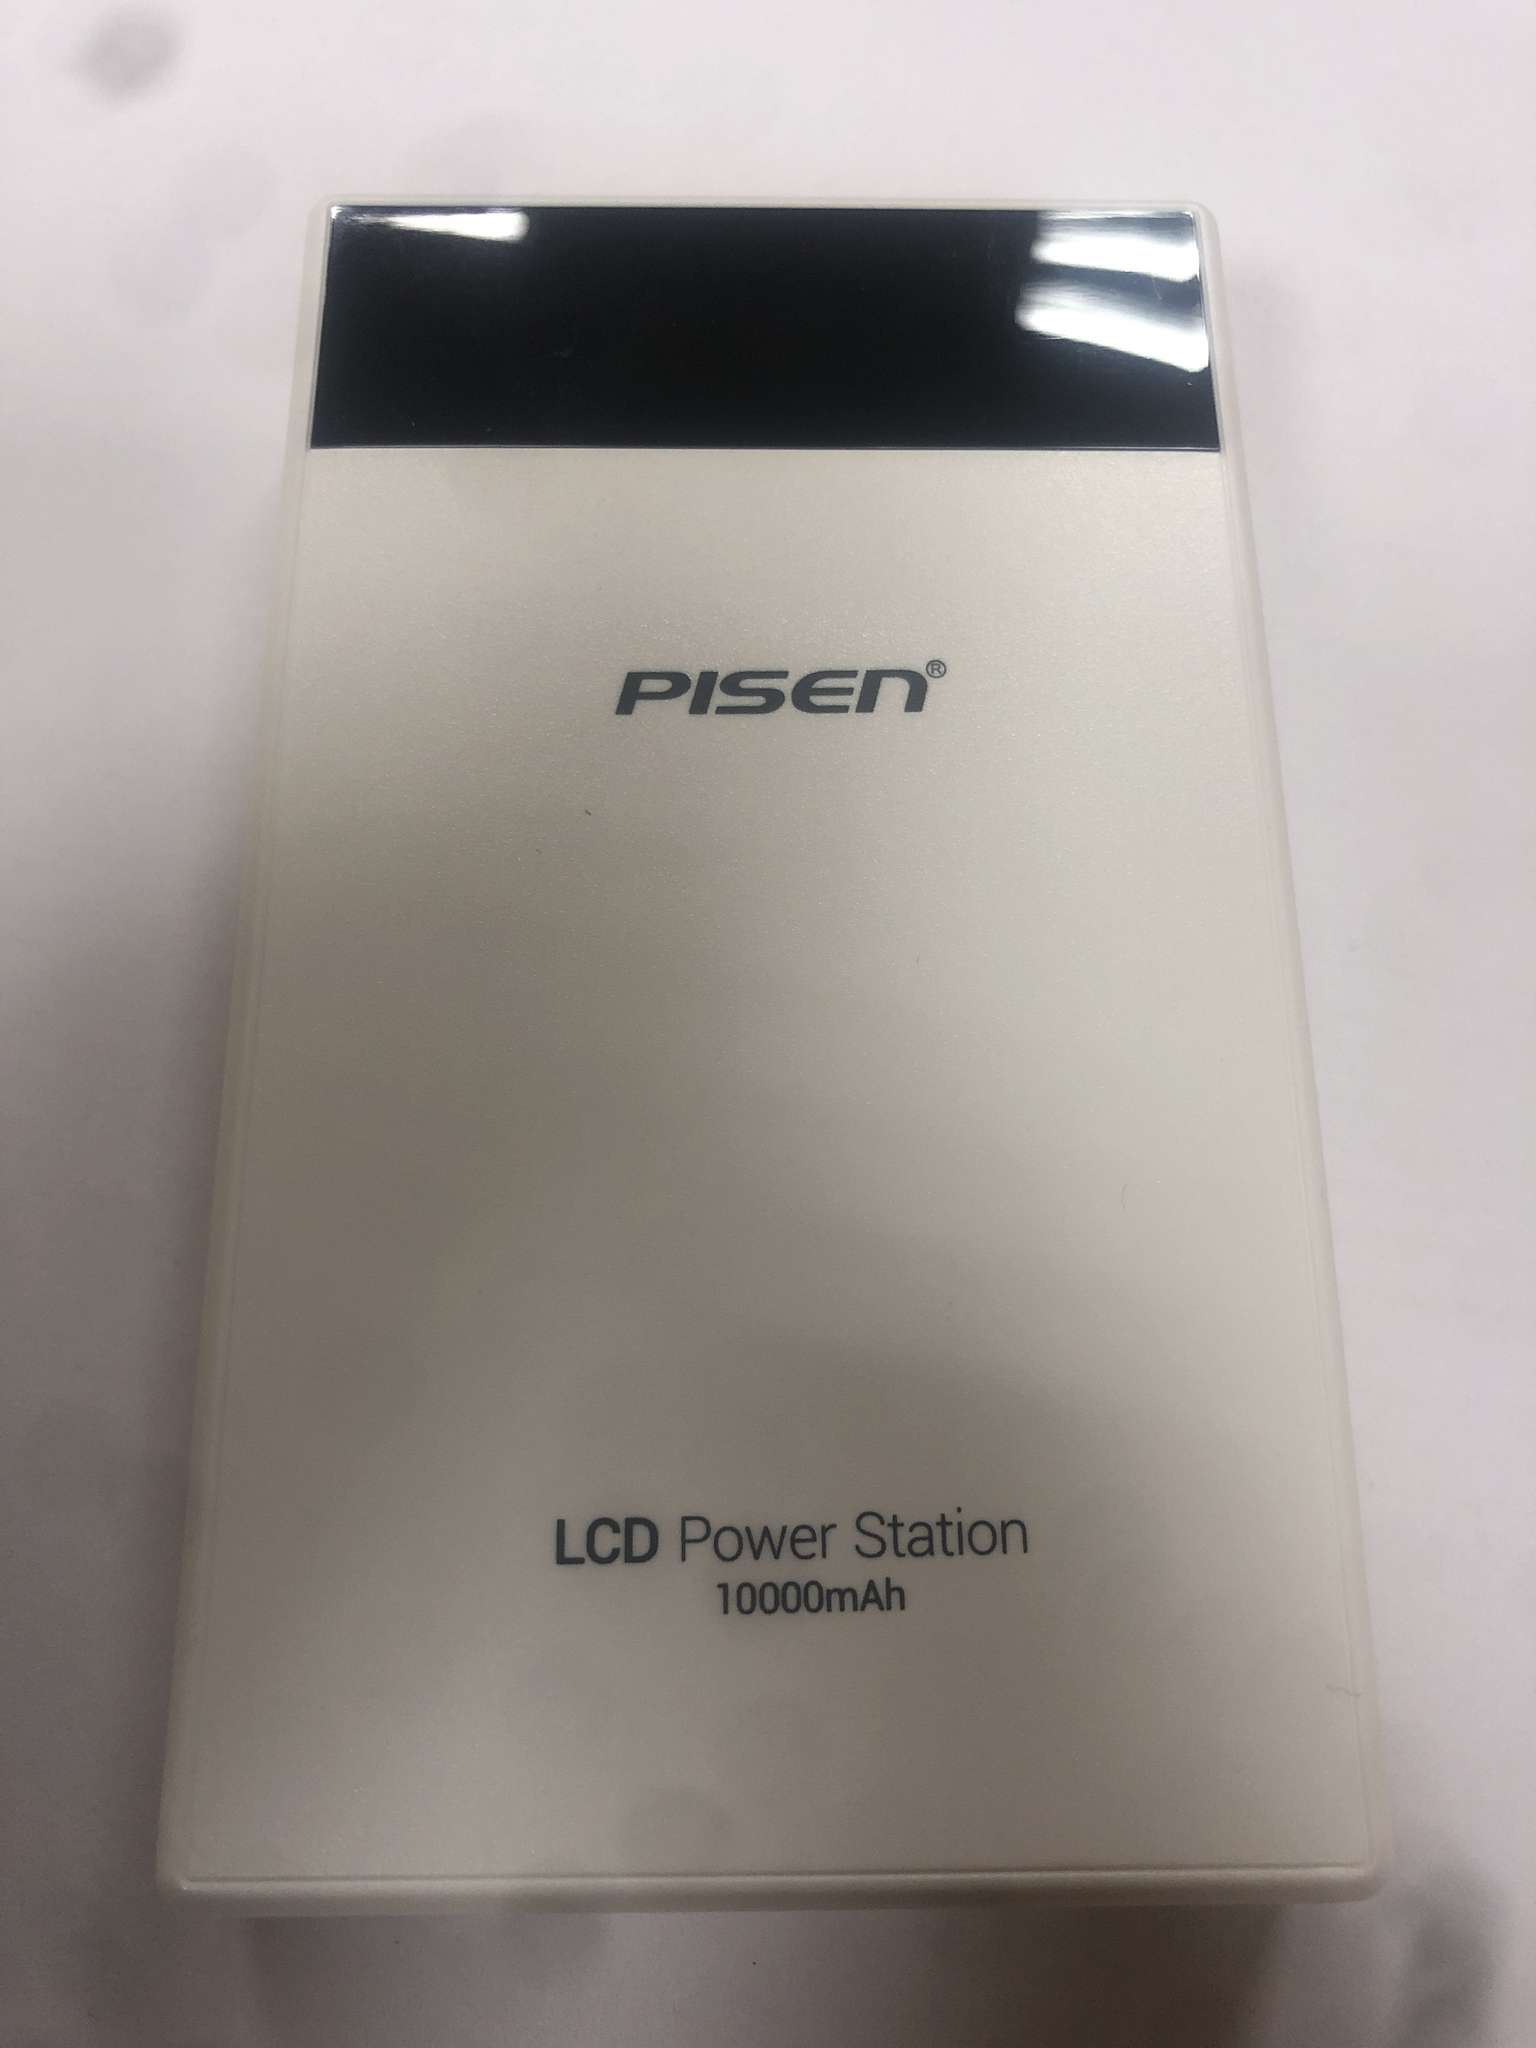 PISEN®
LCD Power Station
10000mAh